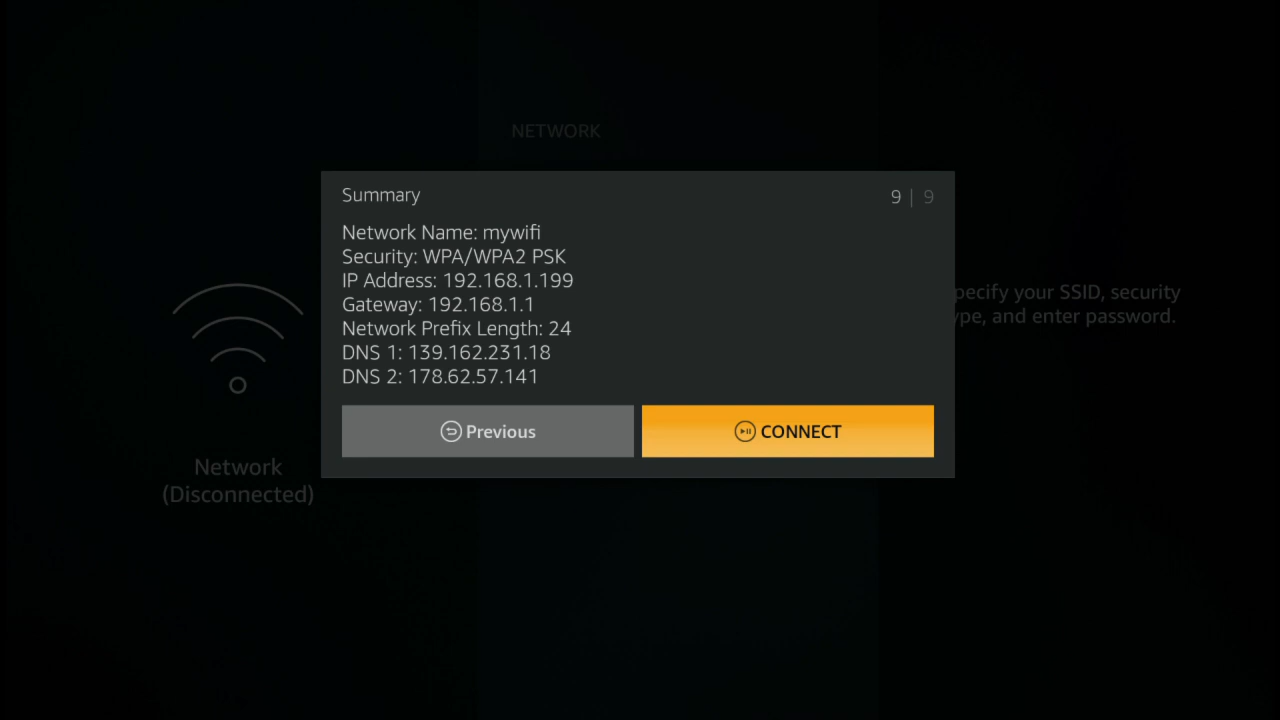 NETWORK
Summary
9 | 9
Network Name: mywifi
Security: WPA/WPA2 PSK
IP Address: 192.168.1.199
Gateway: 192.168.1.1
Network Prefix Length: 24
DNS 1: 139.162.231.18
DNS 2: 178.62.57.141
Previous
CONNECT
Network
(Disconnected)
pecify your SSID, security
ype, and enter password.